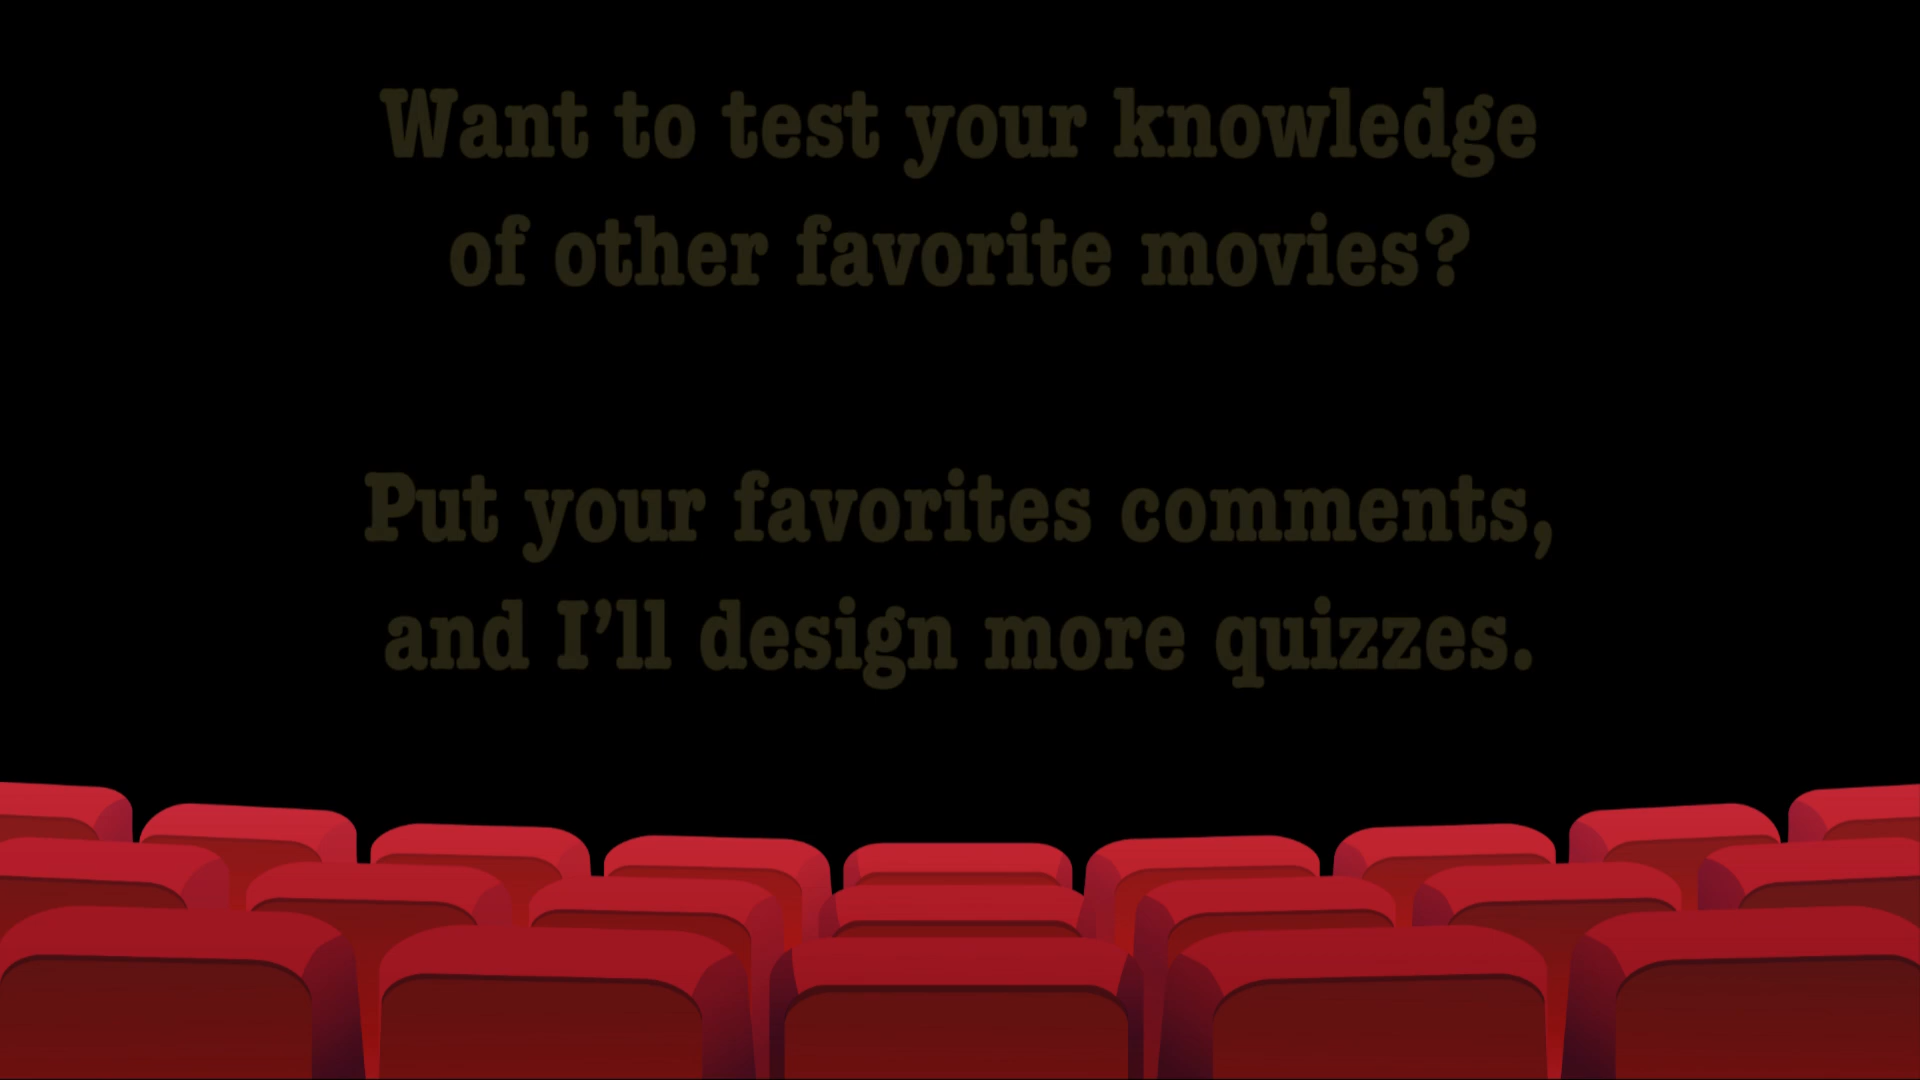 Want to test your knowledge
of other favorite movies?
Put your favorites comments,
and I’ll design more quizzes.